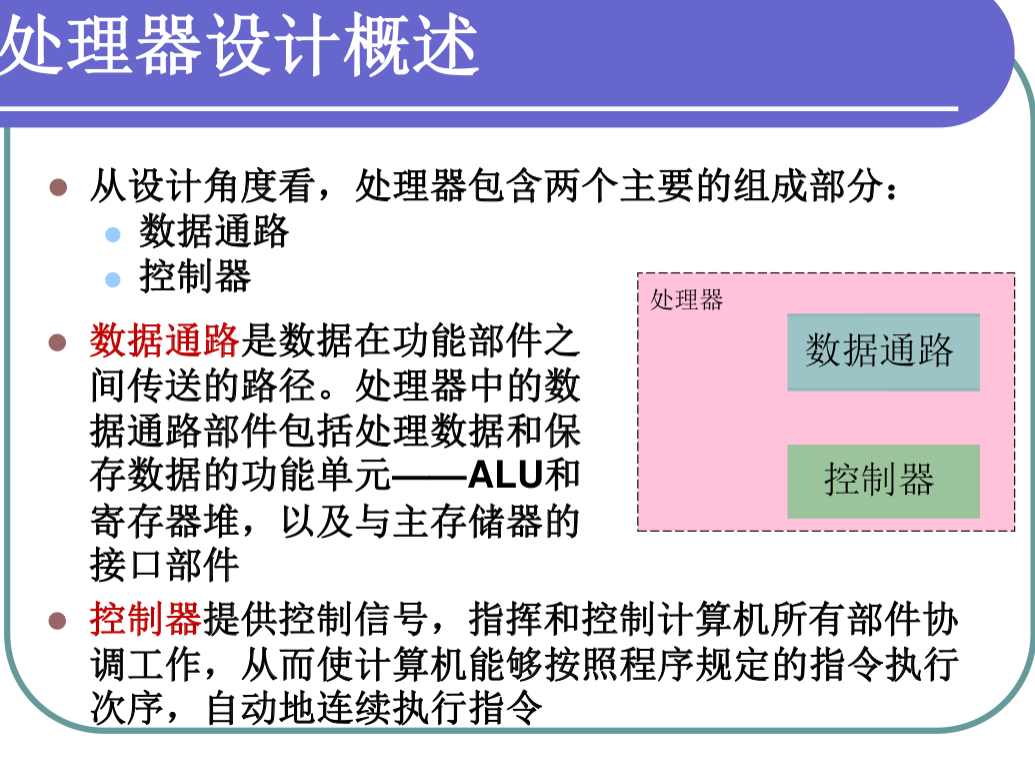 处理器设计概述
从设计角度看，处理器包含两个主要的组成部分：
数据通路
控制器
数据通路是数据在功能部件之
间传送的路径。处理器中的数
据通路部件包括处理数据和保
存数据的功能单元——ALU和
寄存器堆，以及与主存储器的
接口部件
处理器
数据通路
控制器
控制器提供控制信号，指挥和控制计算机所有部件协
调工作，从而使计算机能够按照程序规定的指令执行
次序，自动地连续执行指令